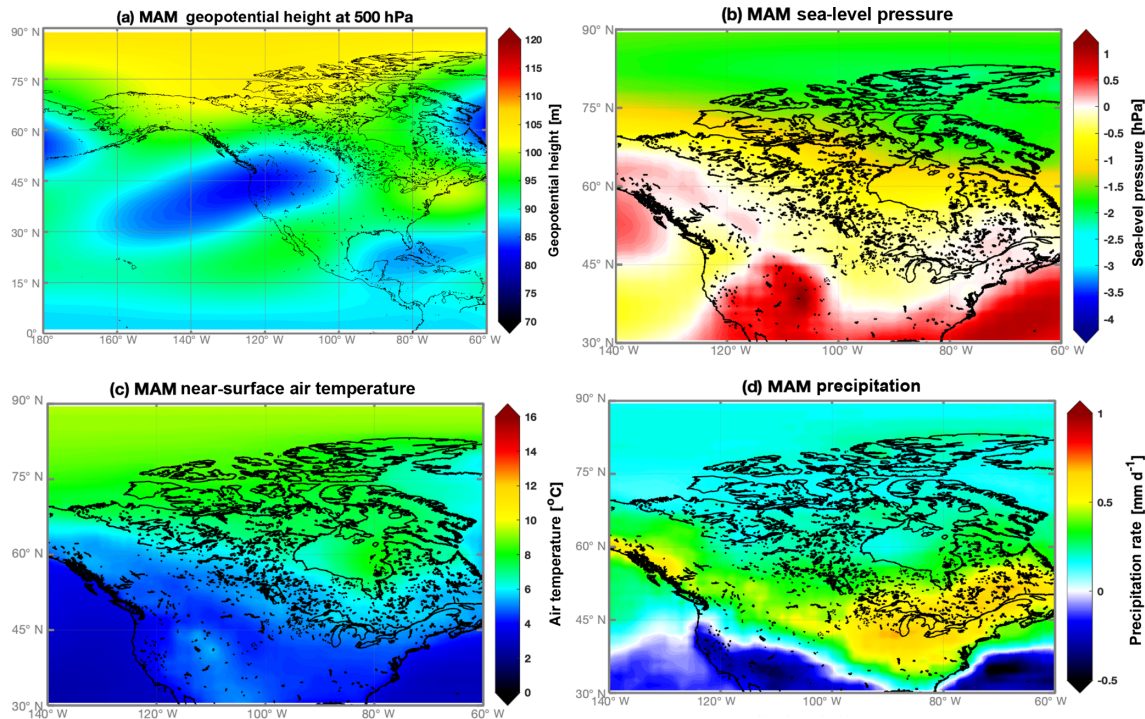 (a) MAM geopotential height at 500 hPa
90° N
75° N
60° N
45° N
30° N
15° N
0°
180° W
160° W
140° W
120° W
100° W
80° W
60° W
120
115
110
105
100
95
90
85
80
75
70
Geopotential height [m]
(b) MAM sea-level pressure
90° N
75° N
60° N
45° N
30° N
140° W
120° W
100° W
80° W
60° W
1
0.5
0
-0.5
-1
-1.5
-2
-2.5
-3
-3.5
-4
Sea-level pressure [hPa]
(c) MAM near-surface air temperature
90° N
75° N
60° N
45° N
30° N
140° W
120° W
100° W
80° W
60° W
16
14
12
10
8
6
4
2
0
Air temperature [°C]
(d) MAM precipitation
90° N
75° N
60° N
45° N
30° N
140° W
120° W
100° W
80° W
60° W
1
0.5
0
-0.5
Precipitation rate [mm d⁻¹]